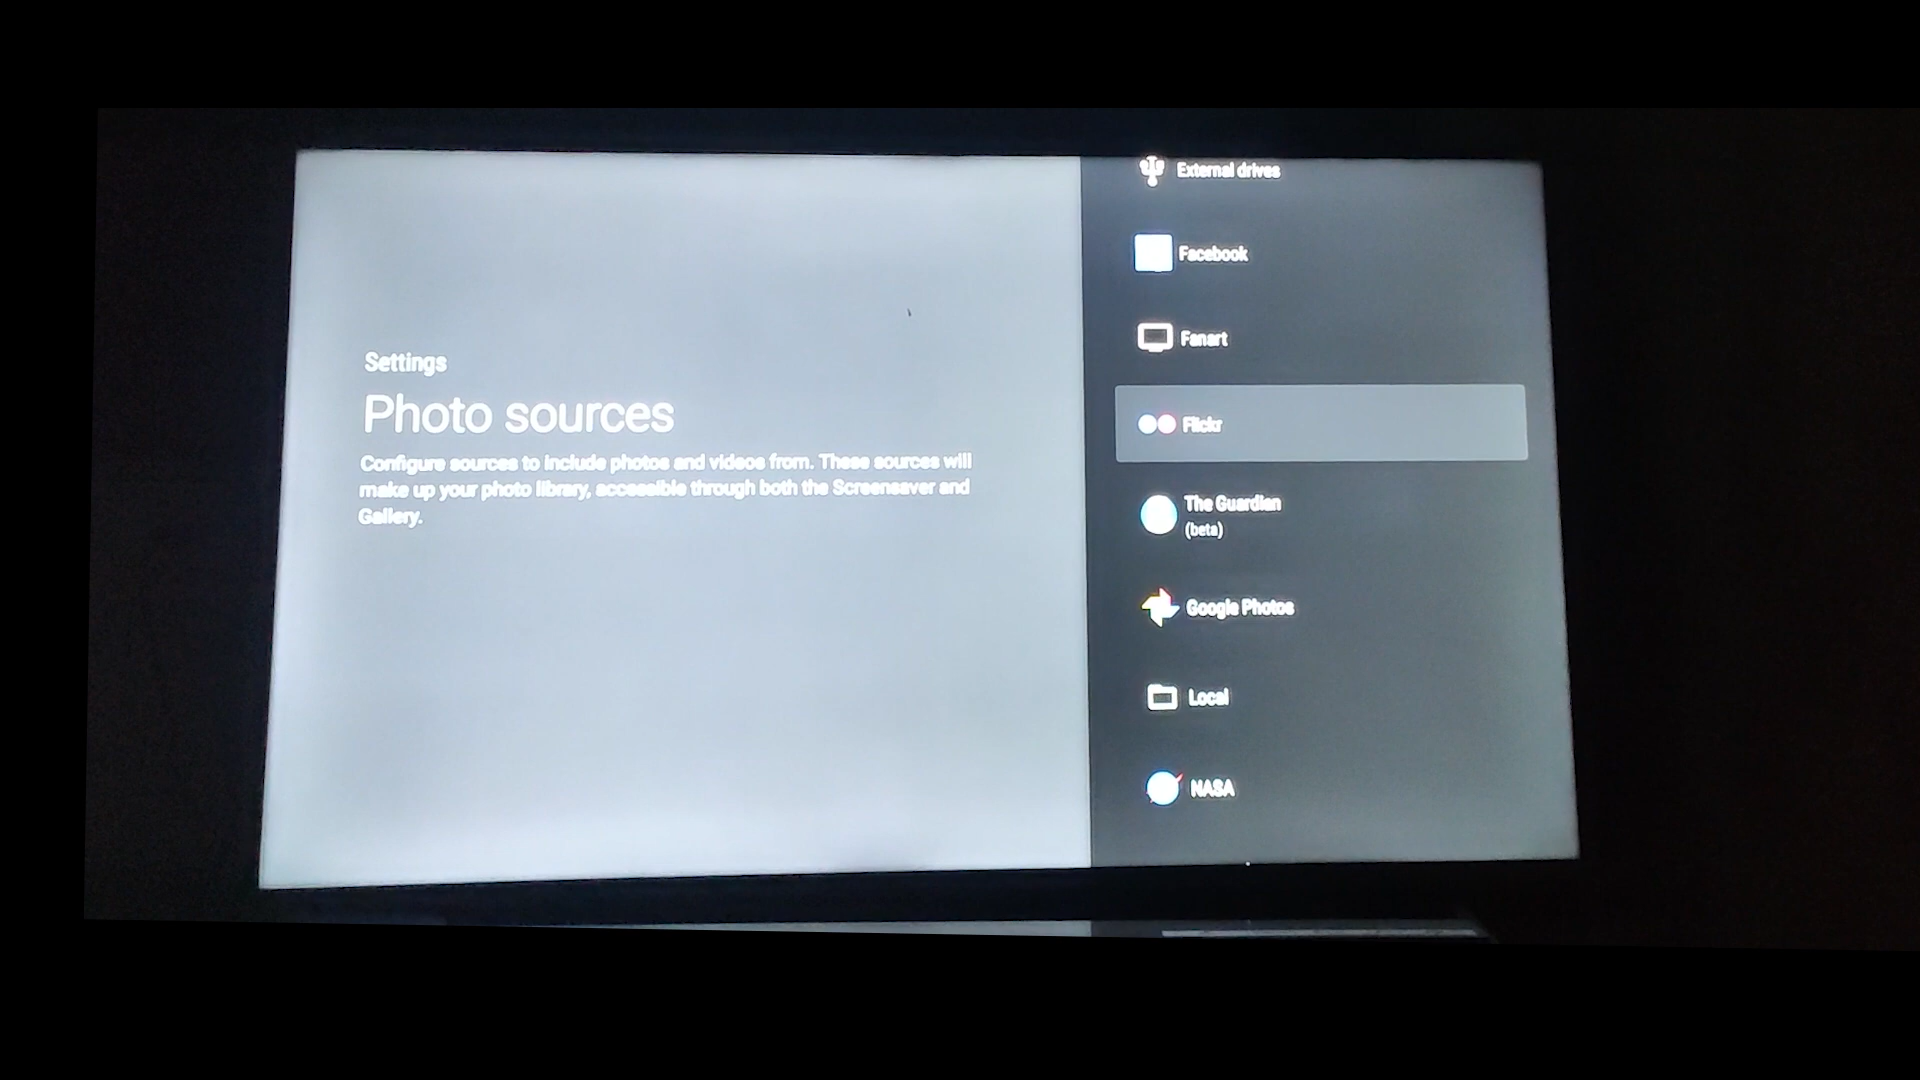 Settings
Photo sources
Configure sources to include photos and videos from. These sources will
make up your photo library, accessible through both the Screensaver and
Gallery.
External drives
Facebook
Fanart
Flickr
The Guardian
(beta)
Google Photos
Local
NASA